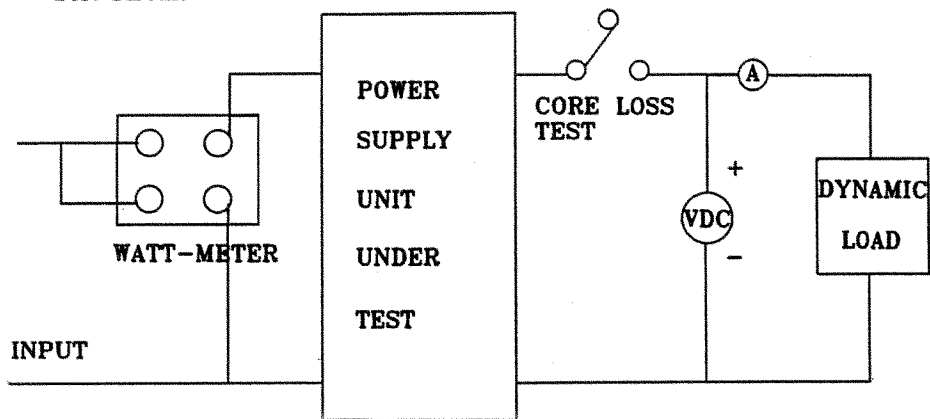 POWER
SUPPLY
UNIT
UNDER
TEST
CORE LOSS
TEST
A
+
VDC
-
DYNAMIC
LOAD
WATT-METER
INPUT